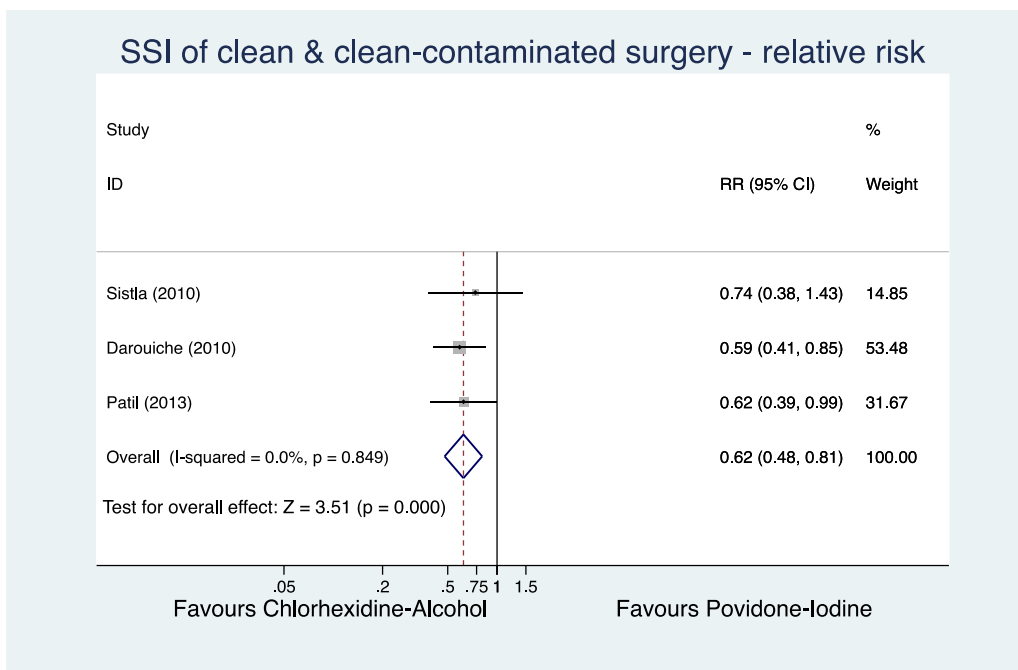 SSI of clean & clean-contaminated surgery - relative risk
Study %
ID RR (95% CI) Weight
Sistla (2010) 0.74 (0.38, 1.43) 14.85
Darouiche (2010) 0.59 (0.41, 0.85) 53.48
Patil (2013) 0.62 (0.39, 0.99) 31.67
Overall (I-squared = 0.0%, p = 0.849) 0.62 (0.48, 0.81) 100.00
Test for overall effect: Z = 3.51 (p = 0.000)
.05 .2 .5 .75 1 1.5
Favours Chlorhexidine-Alcohol Favours Povidone-Iodine